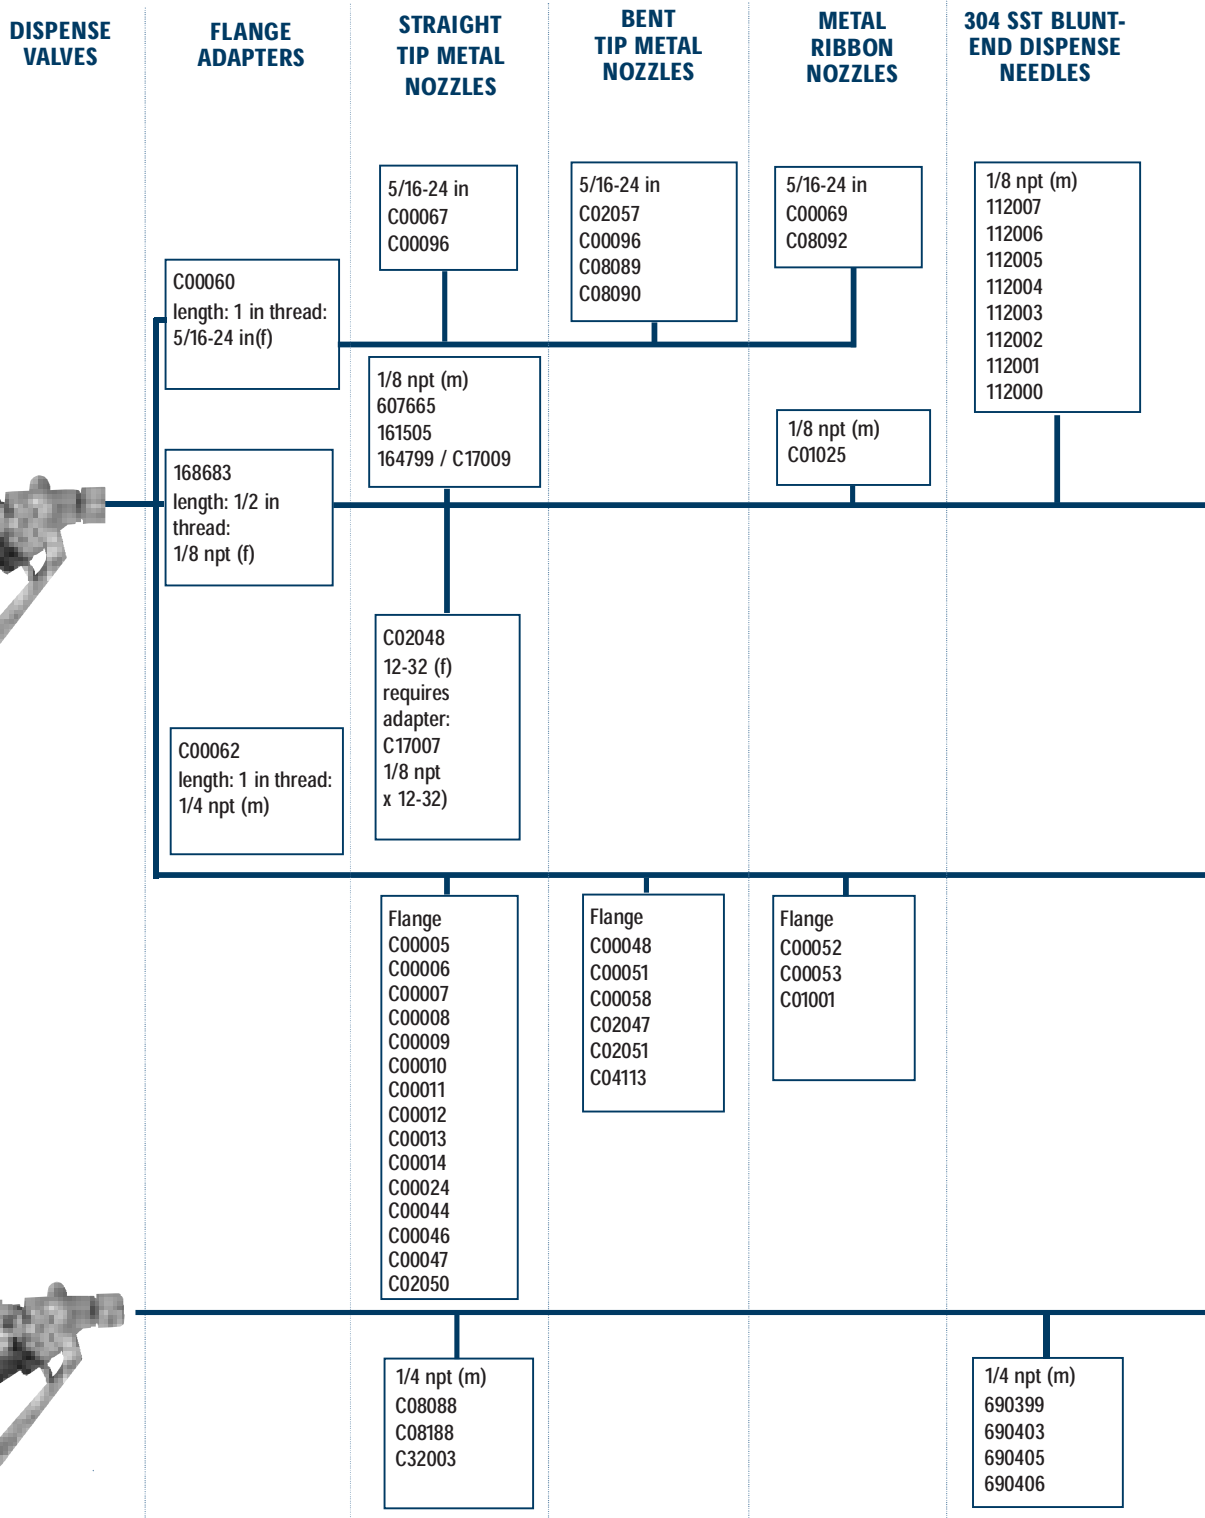 DISPENSE
VALVES
FLANGE
ADAPTERS
STRAIGHT
TIP METAL
NOZZLES
BENT
TIP METAL
NOZZLES
METAL
RIBBON
NOZZLES
304 SST BLUNT-
END DISPENSE
NEEDLES
5/16-24 in
C00067
C00096
5/16-24 in
C02057
C00096
C08089
C08090
5/16-24 in
C00069
C08092
1/8 npt (m)
112007
112006
112005
112004
112003
112002
112001
112000
C00060
length: 1 in thread:
5/16-24 in(f)
1/8 npt (m)
607665
161505
164799 / C17009
1/8 npt (m)
C01025
168683
length: 1/2 in
thread:
1/8 npt (f)
C02048
12-32 (f)
requires
adapter:
C17007
1/8 npt
x 12-32)
C00062
length: 1 in thread:
1/4 npt (m)
Flange
C00005
C00006
C00007
C00008
C00009
C00010
C00011
C00012
C00013
C00014
C00024
C00044
C00046
C00047
C02050
Flange
C00048
C00051
C00058
C02047
C02051
C04113
Flange
C00052
C00053
C01001
1/4 npt (m)
C08088
C08188
C32003
1/4 npt (m)
690399
690403
690405
690406